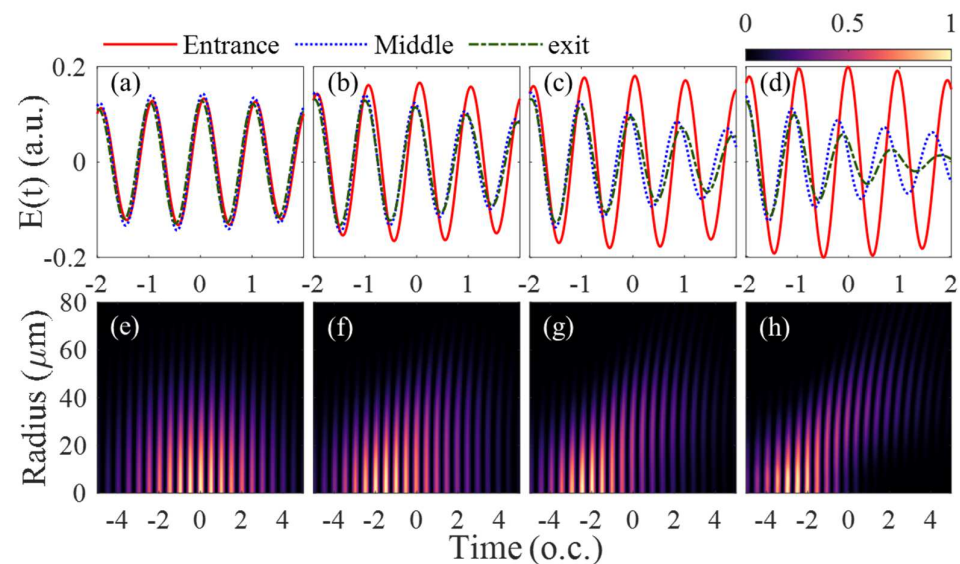 0 0.5 1
Entrance Middle exit
0.2
0
-0.2
E(t) (a.u.)
(a) (b) (c) (d)
-2 -1 0 1 -2 -1 0 1 -2 -1 0 1 -2 -1 0 1 2
80
60
40
20
0
Radius (μm)
(e) (f) (g) (h)
-4 -2 0 2 4 -4 -2 0 2 4 -4 -2 0 2 4 -4 -2 0 2 4
Time (o.c.)